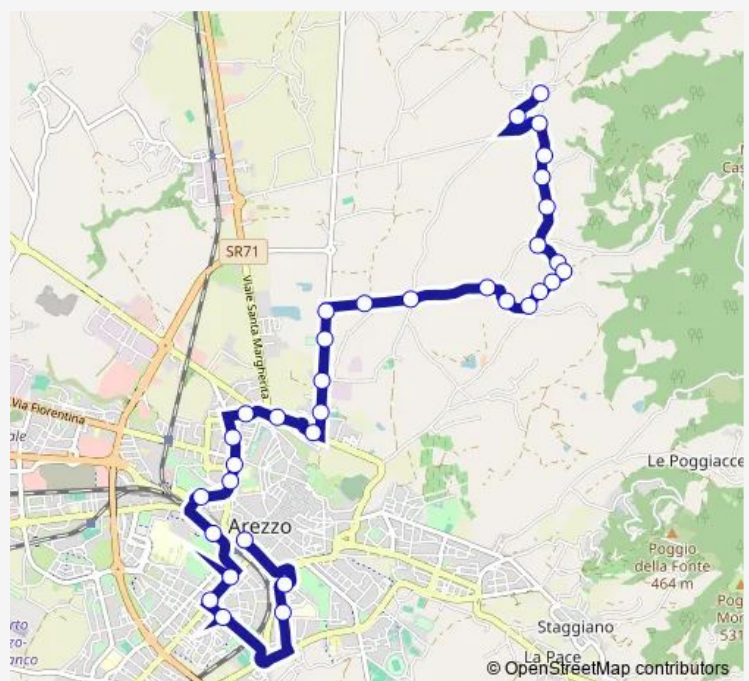 SR71
Viale Santa Margherita
Via Fiorentina
Le Poggiacce
Arezzo
Poggio
della Fonte
464 m
Staggiano
La Pace
© OpenStreetMap contributors